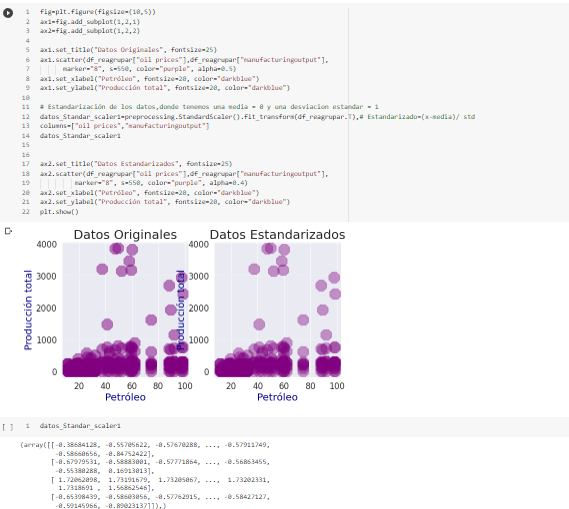 1 fig=plt.figure(figsize=(10,5))
2 ax1=fig.add_subplot(1,2,1)
3 ax2=fig.add_subplot(1,2,2)
4
5 ax1.set_title("Datos Originales", fontsize=25)
6 ax1.scatter(df_reagrupar["oil prices"],df_reagrupar["manufacturingoutput"],
7 marker="8", s=550, color="purple", alpha=0.5)
8 ax1.set_xlabel("Petróleo", fontsize=20, color="darkblue")
9 ax1.set_ylabel("Producción total", fontsize=20, color="darkblue")
10
11 # Estandarización de los datos,donde tenemos una media = 0 y una desviacion estandar = 1
12 datos_Standar_scaler1=preprocessing.StandardScaler().fit_transform(df_reagrupar.T),# Estandarizado=(x-media)/ std
13 columns=["oil prices","manufacturingoutput"]
14 datos_Standar_scaler1
15
16
17 ax2.set_title("Datos Estandarizados", fontsize=25)
18 ax2.scatter(df_reagrupar["oil prices"],df_reagrupar["manufacturingoutput"],
19 marker="8", s=550, color="purple", alpha=0.4)
20 ax2.set_xlabel("Petróleo", fontsize=20, color="darkblue")
21 ax2.set_ylabel("Producción total", fontsize=20, color="darkblue")
22 plt.show()
Datos Originales
Datos Estandarizados
4000
3000
2000
1000
0
Producción total
20 40 60 80 100
Petróleo
4000
3000
2000
1000
0
Producción total
20 40 60 80 100
Petróleo
[ ] 1 datos_Standar_scaler1
(array([[-0.38684128, -0.55705622, -0.57670288, ..., -0.57911749,
-0.58660656, -0.84752422],
[-0.67979531, -0.58883001, -0.57771864, ..., -0.56863455,
-0.55380288, 0.16913013],
[ 1.72062098, 1.73191679, 1.73205067, ..., 1.73202331,
1.7318691 , 1.56862546],
[-0.65398439, -0.58603056, -0.57762915, ..., -0.58427127,
-0.59145966, -0.89023137]]),)